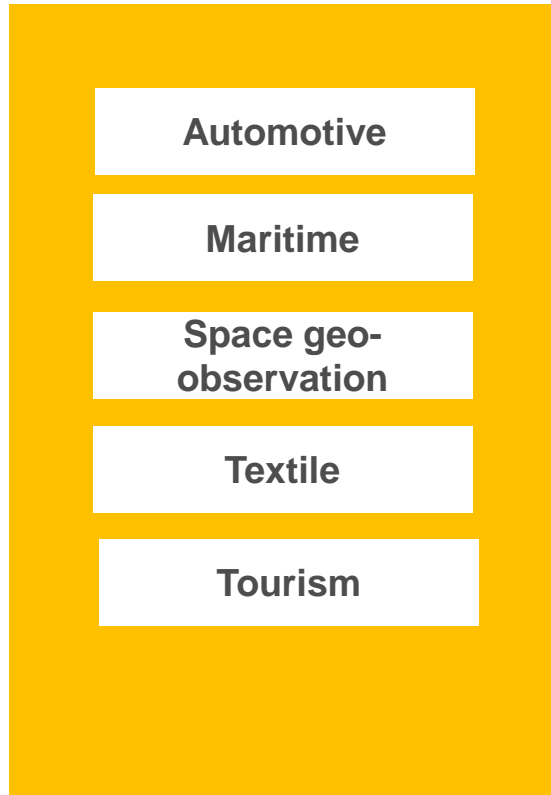 Automotive
Maritime
Space geo-
observation
Textile
Tourism